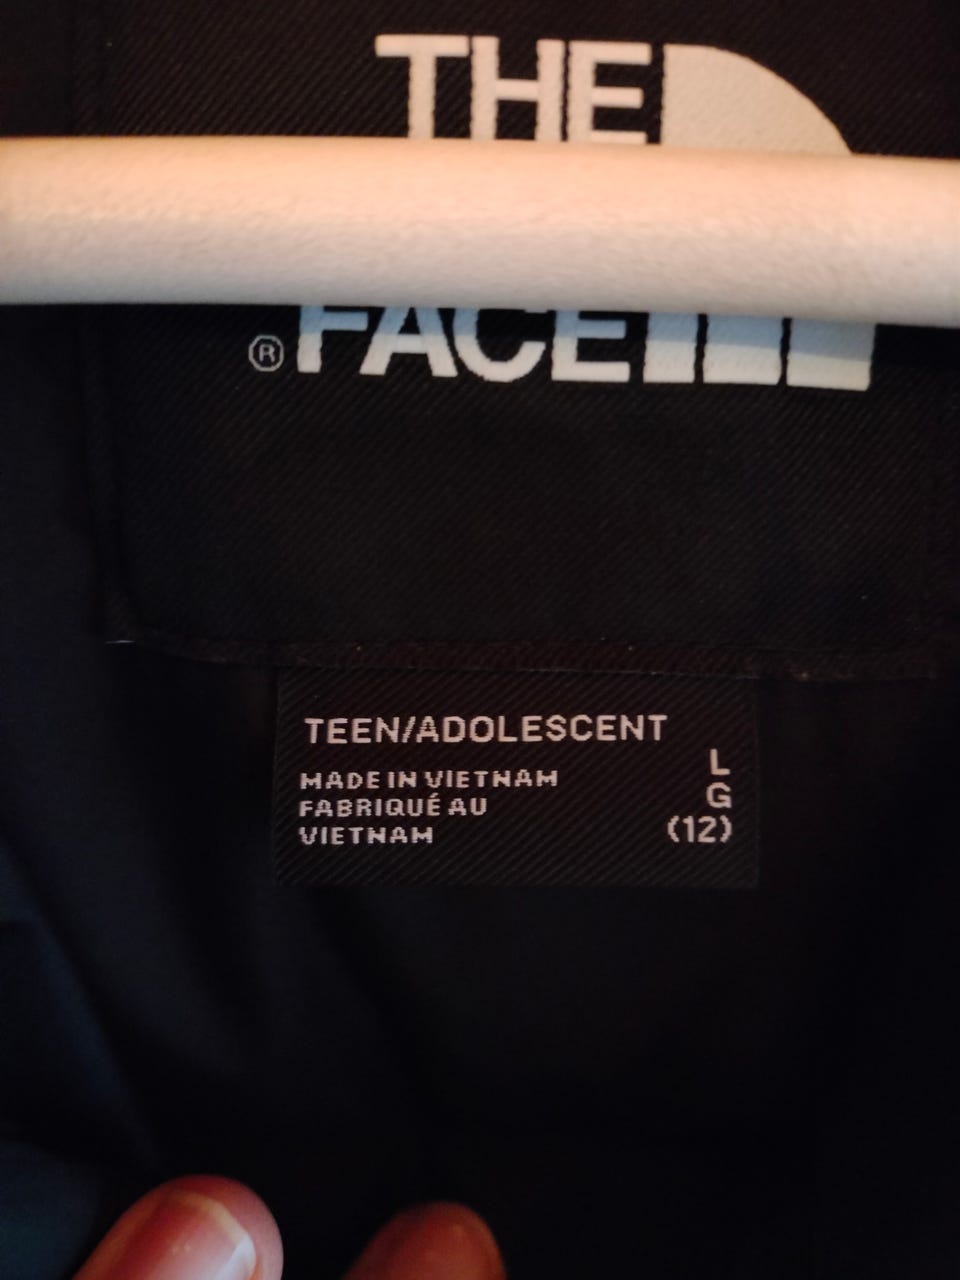 THE
FACE
®
TEEN/ADOLESCENT
MADE IN VIETNAM
FABRIQUÉ AU
VIETNAM
L
G
(12)